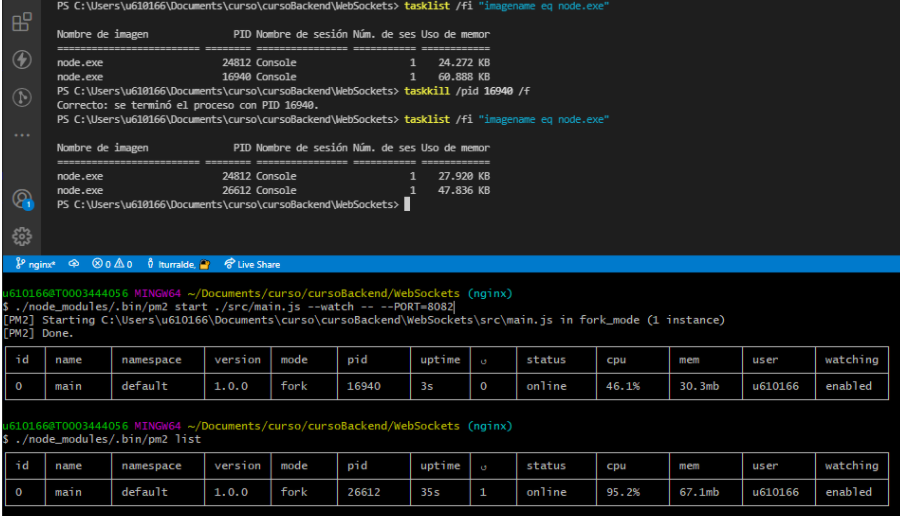 PS C:\Users\u610166\Documents\curso\cursoBackend\WebSockets> tasklist /fi "imagename eq node.exe"
Nombre de imagen PID Nombre de sesión Núm. de ses Uso de memor
========================= ======== ================ =========== ============
node.exe 24812 Console 1 24.272 KB
node.exe 16940 Console 1 60.888 KB
PS C:\Users\u610166\Documents\curso\cursoBackend\WebSockets> taskkill /pid 16940 /f
Correcto: se terminó el proceso con PID 16940.
PS C:\Users\u610166\Documents\curso\cursoBackend\WebSockets> tasklist /fi "imagename eq node.exe"
Nombre de imagen PID Nombre de sesión Núm. de ses Uso de memor
========================= ======== ================ =========== ============
node.exe 24812 Console 1 27.920 KB
node.exe 26612 Console 1 47.836 KB
PS C:\Users\u610166\Documents\curso\cursoBackend\WebSockets>
1
nginx* 0 0 Iturralde, Live Share
u610166@T0003444056 MINGW64 ~/Documents/curso/cursoBackend/WebSockets (nginx)
$ ./node_modules/.bin/pm2 start ./src/main.js --watch -- --PORT=8082
[PM2] Starting C:\Users\u610166\Documents\curso\cursoBackend\WebSockets\src\main.js in fork_mode (1 instance)
[PM2] Done.
id name namespace version mode pid uptime ↺ status cpu mem user watching
0 main default 1.0.0 fork 16940 3s 0 online 46.1% 30.3mb u610166 enabled
u610166@T0003444056 MINGW64 ~/Documents/curso/cursoBackend/WebSockets (nginx)
$ ./node_modules/.bin/pm2 list
id name namespace version mode pid uptime ↺ status cpu mem user watching
0 main default 1.0.0 fork 26612 35s 1 online 95.2% 67.1mb u610166 enabled